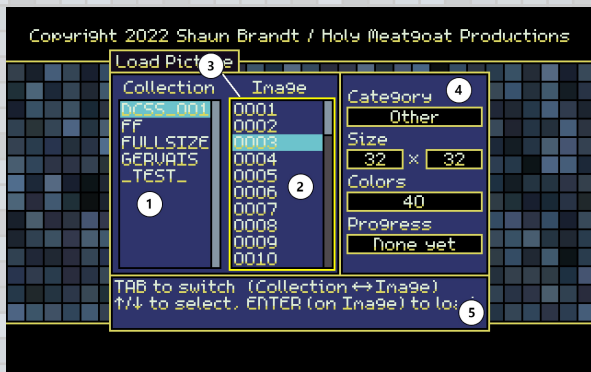 Copyright 2022 Shaun Brandt / Holy Meatgoat Productions
Load
3
Collection
Image
DCSS_001
FF
FULLSIZE
GERVAIS
_TEST_
1
0001
0002
0003
0004
0005
0006
0007
0008
0009
0010
2
Category
4
Other
Size
32 × 32
Colors
40
Progress
None yet
TAB to switch (Collection ↔ Image)
↑/↓ to select, ENTER (on Image) to
5